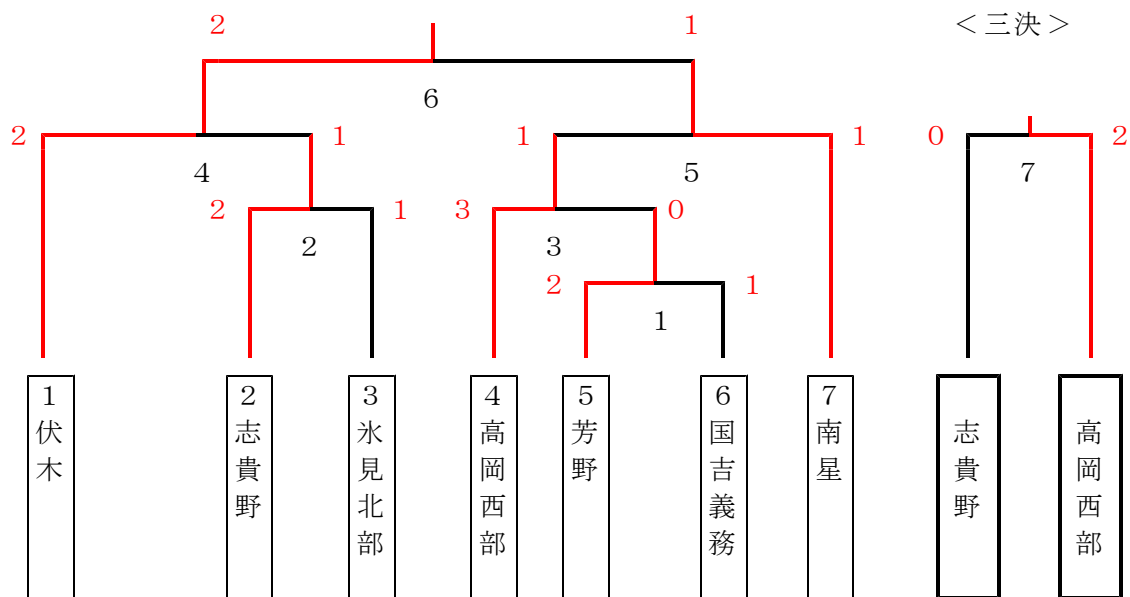 2 1 <三決>
6
2 1 1 1 0 2
4 5 7
2 1 3 0
2 3
2 1
1
1伏木
2志貴野
3氷見北部
4高岡西部
5芳野
6国吉義務
7南星
志貴野
高岡西部